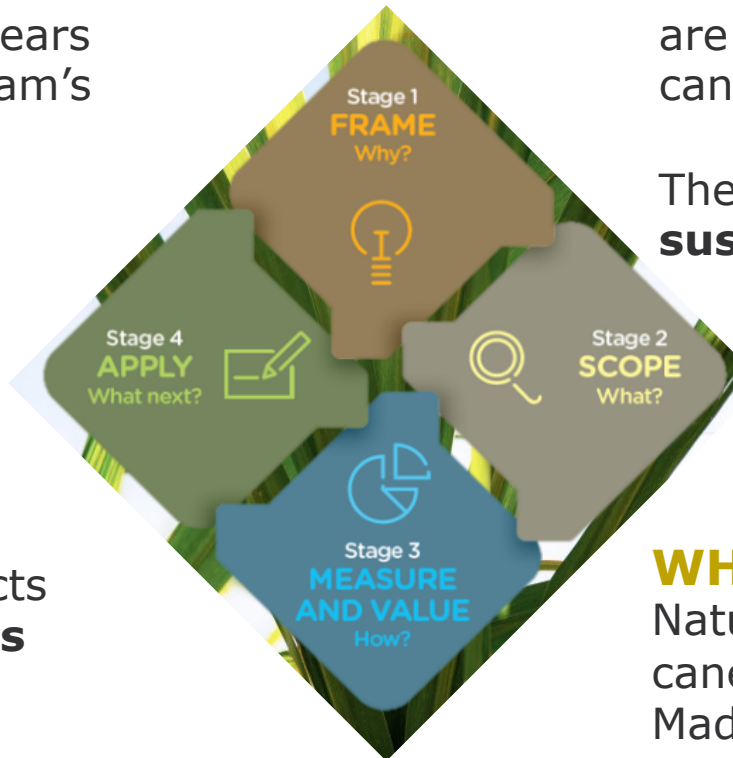 ears
am's
are
can
The
sus
Stage 1
FRAME
Why?
Stage 4
APPLY
What next?
Stage 2
SCOPE
What?
Stage 3
MEASURE
AND VALUE
How?
cts
s
WH
Natu
cane
Mad